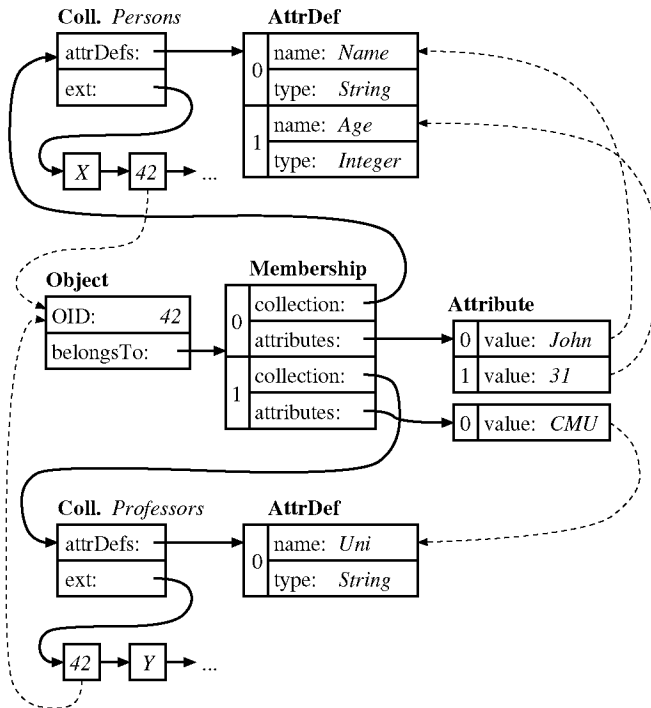 Coll. Persons
AttrDef
attrDefs:
ext:
0
name: Name
type: String
1
name: Age
type: Integer
X
42
...
Object
OID: 42
belongsTo:
Membership
0
collection:
attributes:
1
collection:
attributes:
Attribute
0 value: John
1 value: 31
0 value: CMU
Coll. Professors
AttrDef
attrDefs:
ext:
0
name: Uni
type: String
42
Y
...